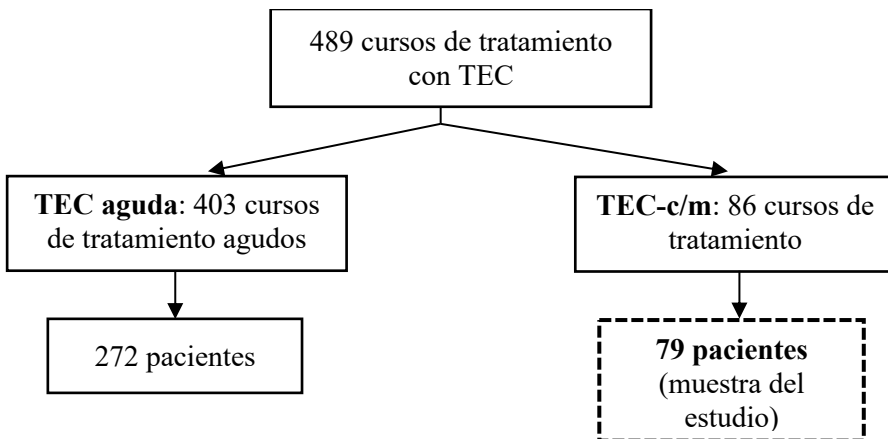 489 cursos de tratamiento
con TEC
TEC aguda: 403 cursos
de tratamiento agudos
TEC-c/m: 86 cursos de
tratamiento
272 pacientes
79 pacientes
(muestra del
estudio)